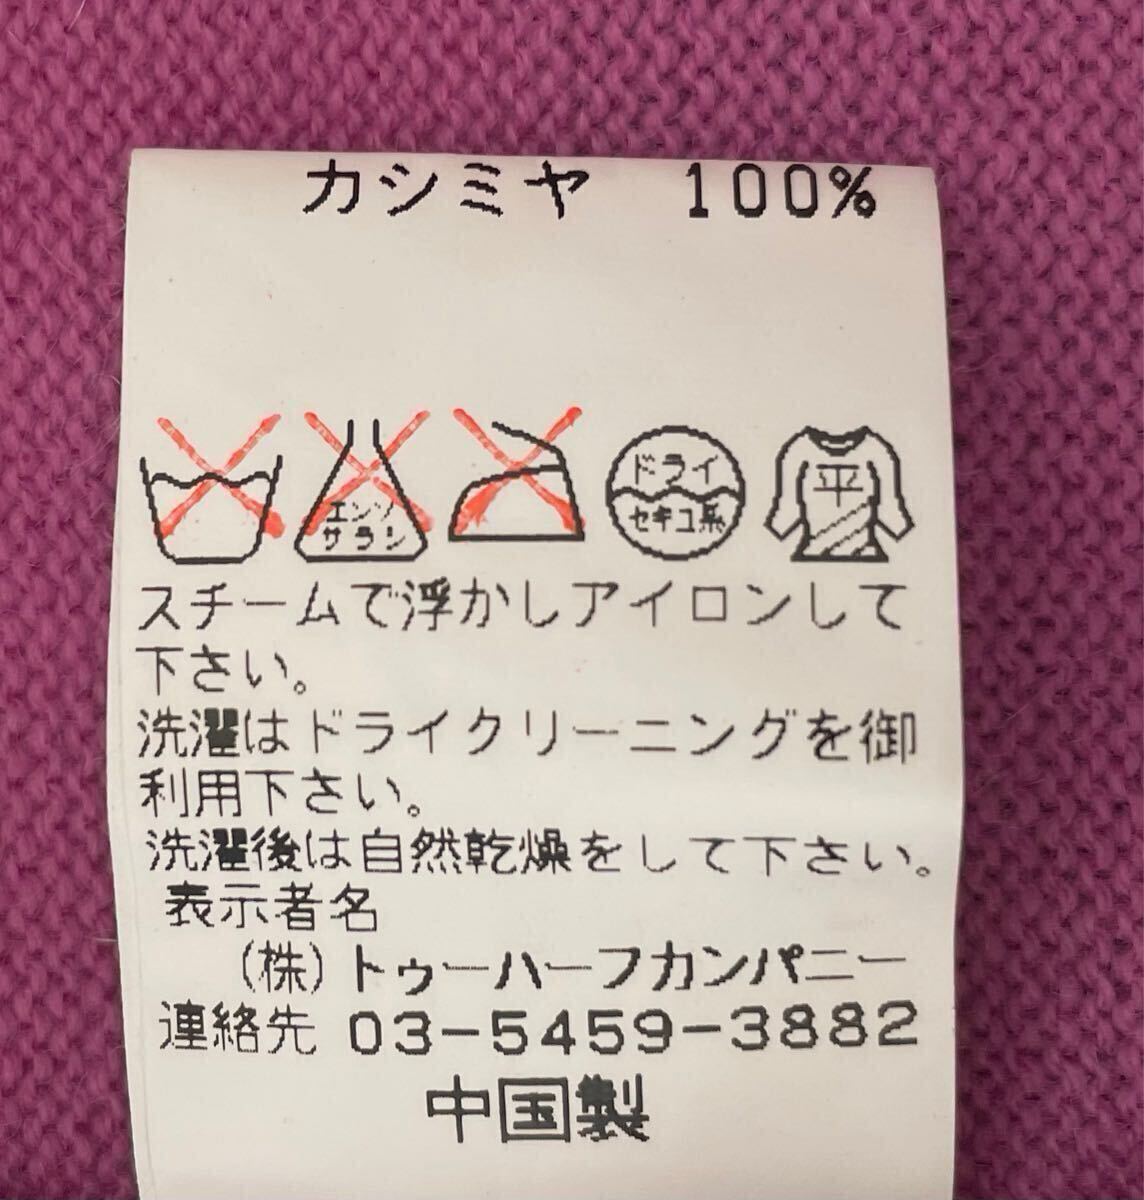 カシミヤ 100%
エンソ
サラシ
ドライ
セキユ系
平
スチームで浮かしアイロンして
下さい。
洗濯はドライクリーニングを御
利用下さい。
洗濯後は自然乾燥をして下さい。
表示者名
(株)トゥーハーフカンパニー
連絡先 03-5459-3882
中国製